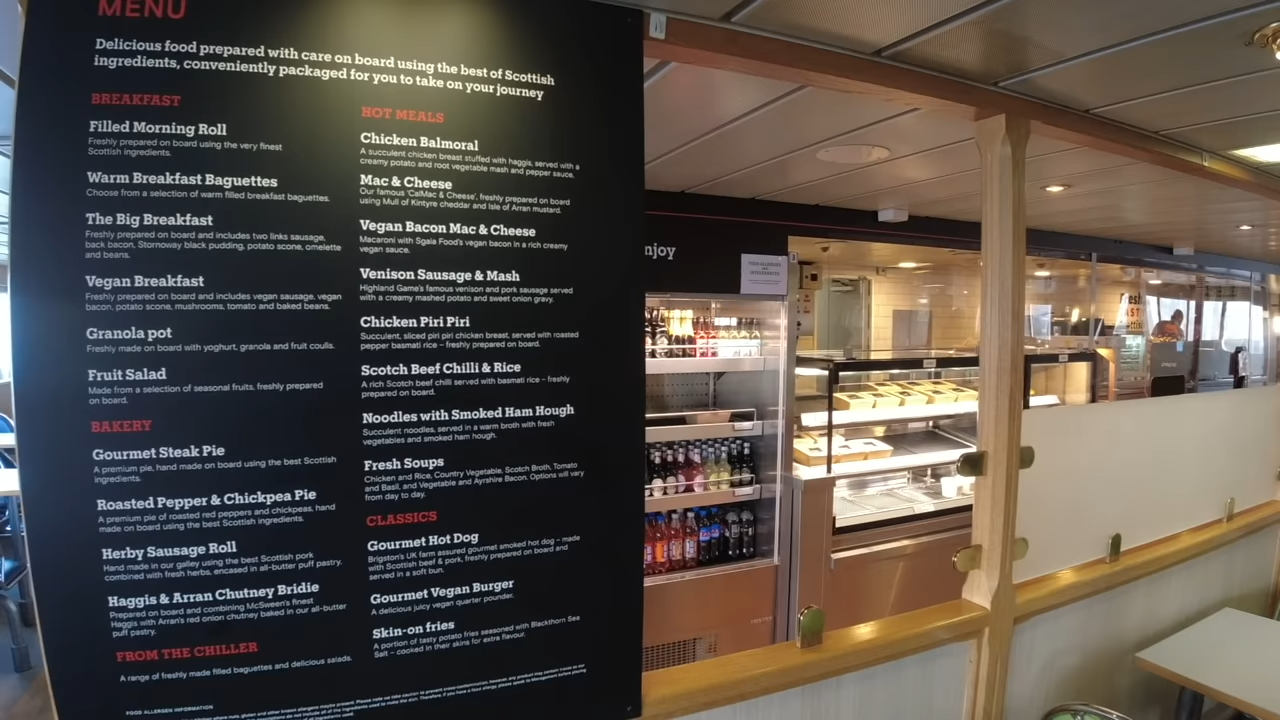 MENU
Delicious food prepared with care on board using the best of Scottish
ingredients, conveniently packaged for you to take on your journey
BREAKFAST
Filled Morning Roll
Freshly prepared on board using the very finest
Scottish ingredients.
Warm Breakfast Baguettes
Choose from a selection of warm filled breakfast baguettes.
The Big Breakfast
Freshly prepared on board and includes two links sausage,
back bacon, Stornoway black pudding, potato scone, omelette
and beans.
Vegan Breakfast
Freshly prepared on board and includes vegan sausage, vegan
bacon, potato scone, mushrooms, tomato and baked beans.
Granola pot
Freshly made on board with yoghurt, granola and fruit coulis.
Fruit Salad
Made from a selection of seasonal fruits, freshly prepared
on board.
BAKERY
Gourmet Steak Pie
A premium pie, hand made on board using the best Scottish
ingredients.
Roasted Pepper & Chickpea Pie
A premium pie of roasted red peppers and chickpeas, hand
made on board using the best Scottish ingredients.
Herby Sausage Roll
Hand made in our galley using the best Scottish pork
combined with fresh herbs, encased in all-butter puff pastry.
Haggis & Arran Chutney Bridie
Prepared on board and combining McSween's finest
Haggis with Arran's red onion chutney baked in our all-butter
puff pastry.
FROM THE CHILLER
A range of freshly made filled baguettes and delicious salads.
HOT MEALS
Chicken Balmoral
A succulent chicken breast stuffed with haggis, served with a
creamy potato and root vegetable mash and pepper sauce.
Mac & Cheese
Our famous 'CalMac & Cheese', freshly prepared on board
using Mull of Kintyre cheddar and Isle of Arran mustard.
Vegan Bacon Mac & Cheese
Macaroni with Sgaia Food's vegan bacon in a rich creamy
vegan sauce.
Venison Sausage & Mash
Highland Game's famous venison and pork sausage served
with a creamy mashed potato and sweet onion gravy.
Chicken Piri Piri
Succulent, sliced piri piri chicken breast, served with roasted
pepper basmati rice – freshly prepared on board.
Scotch Beef Chilli & Rice
A rich Scotch beef chilli served with basmati rice – freshly
prepared on board.
Noodles with Smoked Ham Hough
Succulent noodles, served in a warm broth with fresh
vegetables and smoked ham hough.
Fresh Soups
Chicken and Rice, Country Vegetable, Scotch Broth, Tomato
and Basil, and Vegetable and Ayrshire Bacon. Options will vary
from day to day.
CLASSICS
Gourmet Hot Dog
Brigston's UK farm assured gourmet smoked hot dog – made
with Scottish beef & pork, freshly prepared on board and
served in a soft bun.
Gourmet Vegan Burger
A delicious juicy vegan quarter pounder.
Skin-on fries
A portion of tasty potato fries seasoned with Blackthorn Sea
Salt – cooked in their skins for extra flavour.
FOOD ALLERGEN INFORMATION
njoy
FOOD ALLERGIES
INTOLERANCES